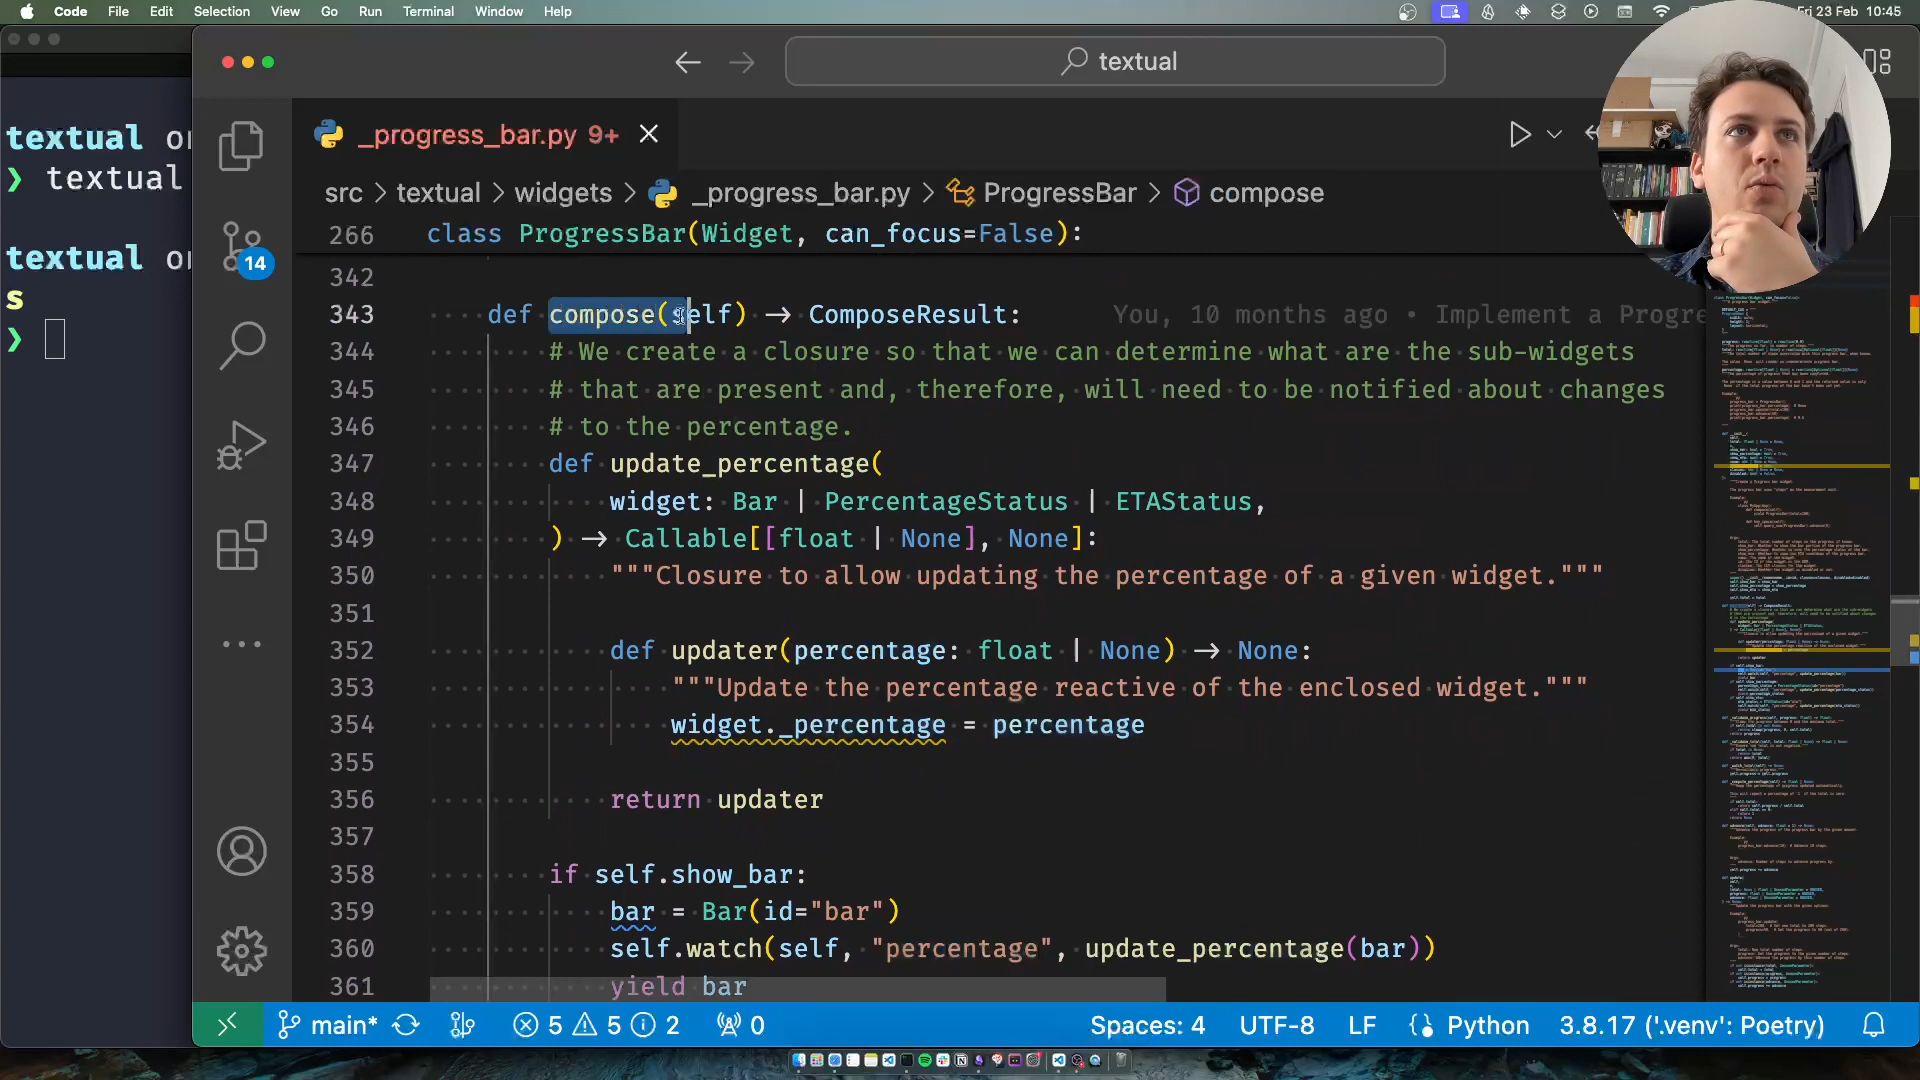 Code File Edit Selection View Go Run Terminal Window Help Fri 23 Feb 10:45
textual
_progress_bar.py 9+
src > textual > widgets > _progress_bar.py > ProgressBar > compose
textual
❯ textual
textual
s
❯
14
266 class ProgressBar(Widget, can_focus=False):
342
343 def compose(self) → ComposeResult: You, 10 months ago • Implement a Progre
344 # We create a closure so that we can determine what are the sub-widgets
345 # that are present and, therefore, will need to be notified about changes
346 # to the percentage.
347 def update_percentage(
348 widget: Bar | PercentageStatus | ETAStatus,
349 ) → Callable[[float | None], None]:
350 """Closure to allow updating the percentage of a given widget."""
351
352 def updater(percentage: float | None) → None:
353 """Update the percentage reactive of the enclosed widget."""
354 widget._percentage = percentage
355
356 return updater
357
358 if self.show_bar:
359 bar = Bar(id="bar")
360 self.watch(self, "percentage", update_percentage(bar))
361 yield bar
main* 5 5 2 0 Spaces: 4 UTF-8 LF Python 3.8.17 ('.venv': Poetry)